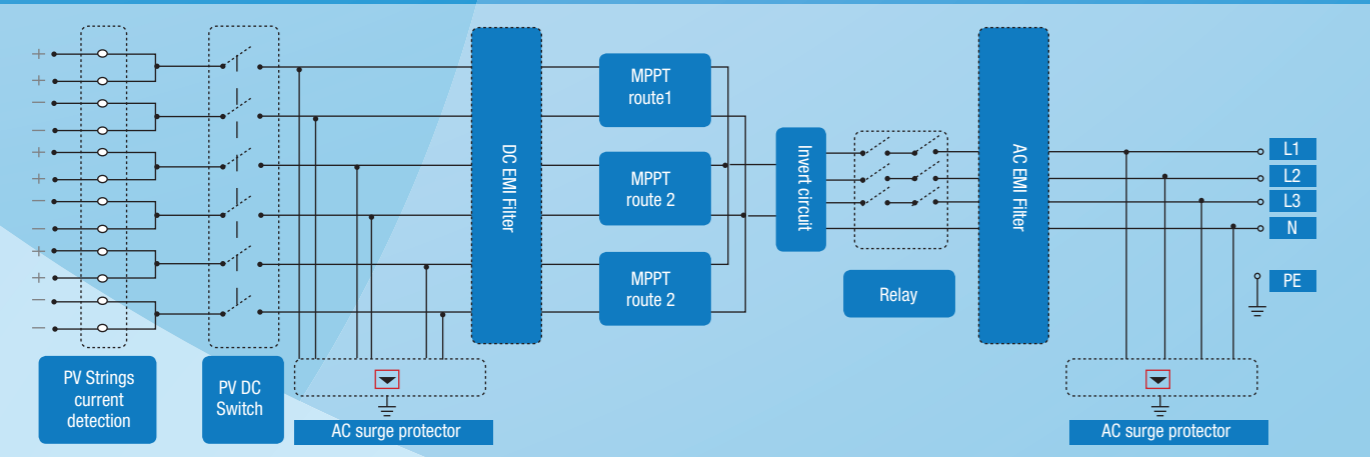 +
+
−
−
+
+
−
−
+
+
−
−
PV Strings
current
detection
PV DC
Switch
AC surge protector
DC EMI Filter
MPPT
route1
MPPT
route 2
MPPT
route 2
Invert circuit
Relay
AC EMI Filter
L1
L2
L3
N
PE
AC surge protector